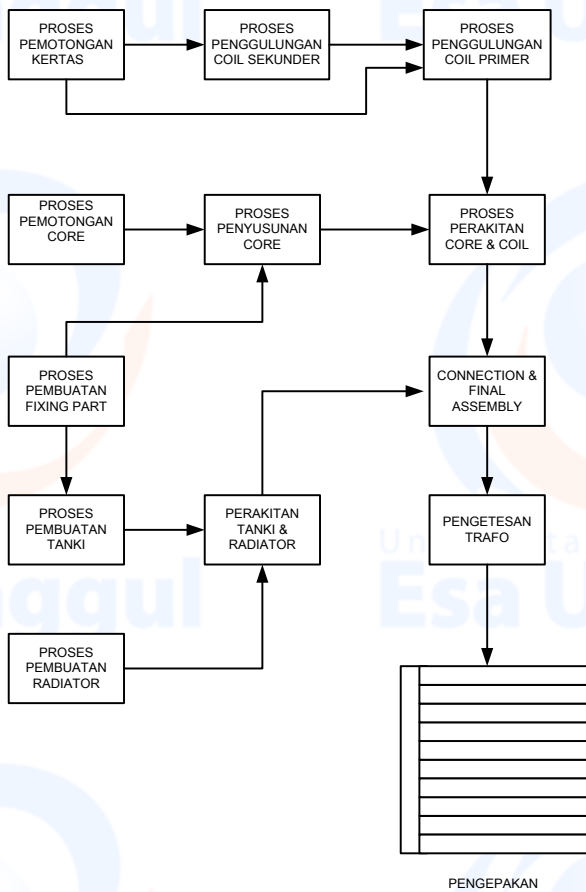 PROSES
PEMOTONGAN
KERTAS
PROSES
PENGGULUNGAN
COIL SEKUNDER
PROSES
PENGGULUNGAN
COIL PRIMER
PROSES
PEMOTONGAN
CORE
PROSES
PENYUSUNAN
CORE
PROSES
PERAKITAN
CORE & COIL
PROSES
PEMBUATAN
FIXING PART
CONNECTION &
FINAL
ASSEMBLY
PROSES
PEMBUATAN
TANKI
PERAKITAN
TANKI &
RADIATOR
PENGETESAN
TRAFO
Esa U
PROSES
PEMBUATAN
RADIATOR
PENGEPAKAN